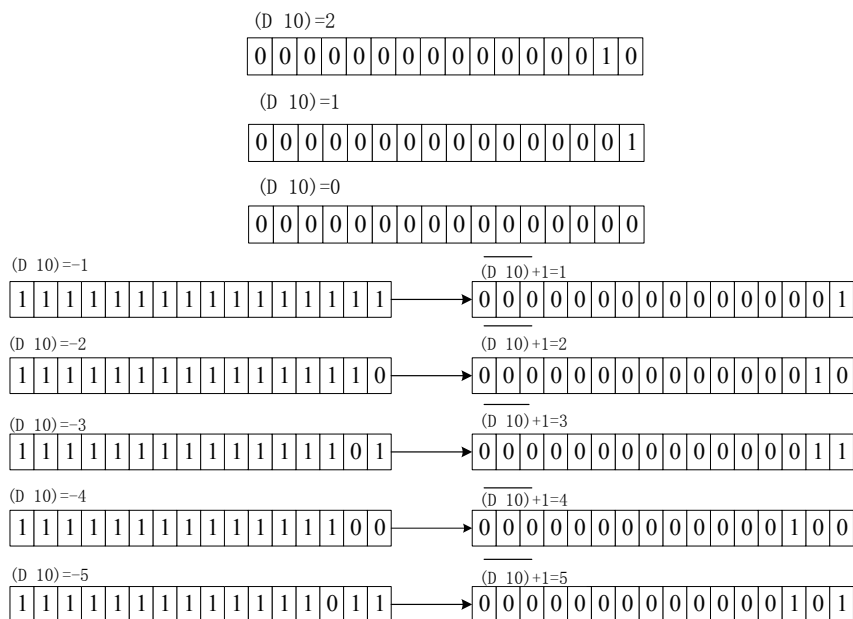 (D 10)=2
0 0 0 0 0 0 0 0 0 0 0 0 0 0 1 0
(D 10)=1
0 0 0 0 0 0 0 0 0 0 0 0 0 0 0 1
(D 10)=0
0 0 0 0 0 0 0 0 0 0 0 0 0 0 0 0
(D 10)=-1 (D 10)+1=1
1 1 1 1 1 1 1 1 1 1 1 1 1 1 1 1 0 0 0 0 0 0 0 0 0 0 0 0 0 0 0 1
(D 10)=-2 (D 10)+1=2
1 1 1 1 1 1 1 1 1 1 1 1 1 1 1 0 0 0 0 0 0 0 0 0 0 0 0 0 0 0 1 0
(D 10)=-3 (D 10)+1=3
1 1 1 1 1 1 1 1 1 1 1 1 1 1 0 1 0 0 0 0 0 0 0 0 0 0 0 0 0 0 1 1
(D 10)=-4 (D 10)+1=4
1 1 1 1 1 1 1 1 1 1 1 1 1 1 0 0 0 0 0 0 0 0 0 0 0 0 0 0 0 1 0 0
(D 10)=-5 (D 10)+1=5
1 1 1 1 1 1 1 1 1 1 1 1 1 0 1 1 0 0 0 0 0 0 0 0 0 0 0 0 0 1 0 1